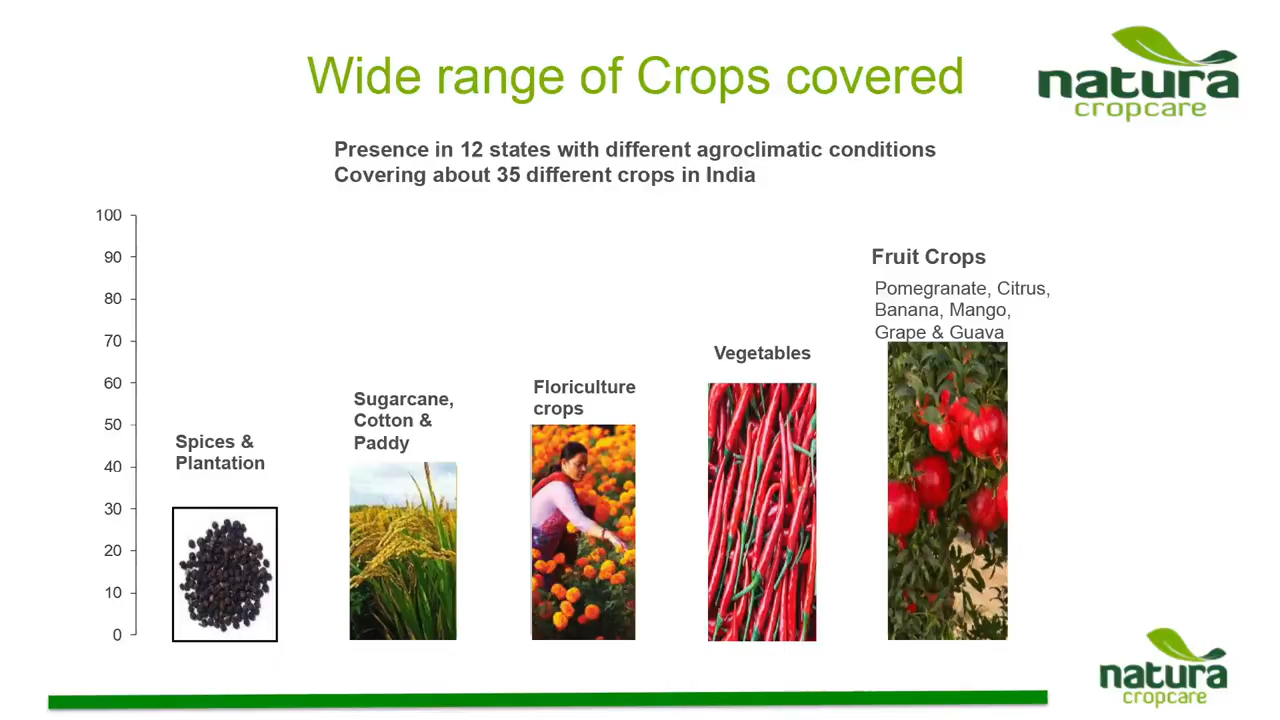 Wide range of Crops covered
natura
cropcare
Presence in 12 states with different agroclimatic conditions
Covering about 35 different crops in India
100
90
80
70
60
50
40
30
20
10
0
Spices &
Plantation
Sugarcane,
Cotton &
Paddy
Floriculture
crops
Vegetables
Fruit Crops
Pomegranate, Citrus,
Banana, Mango,
Grape & Guava
natura
cropcare